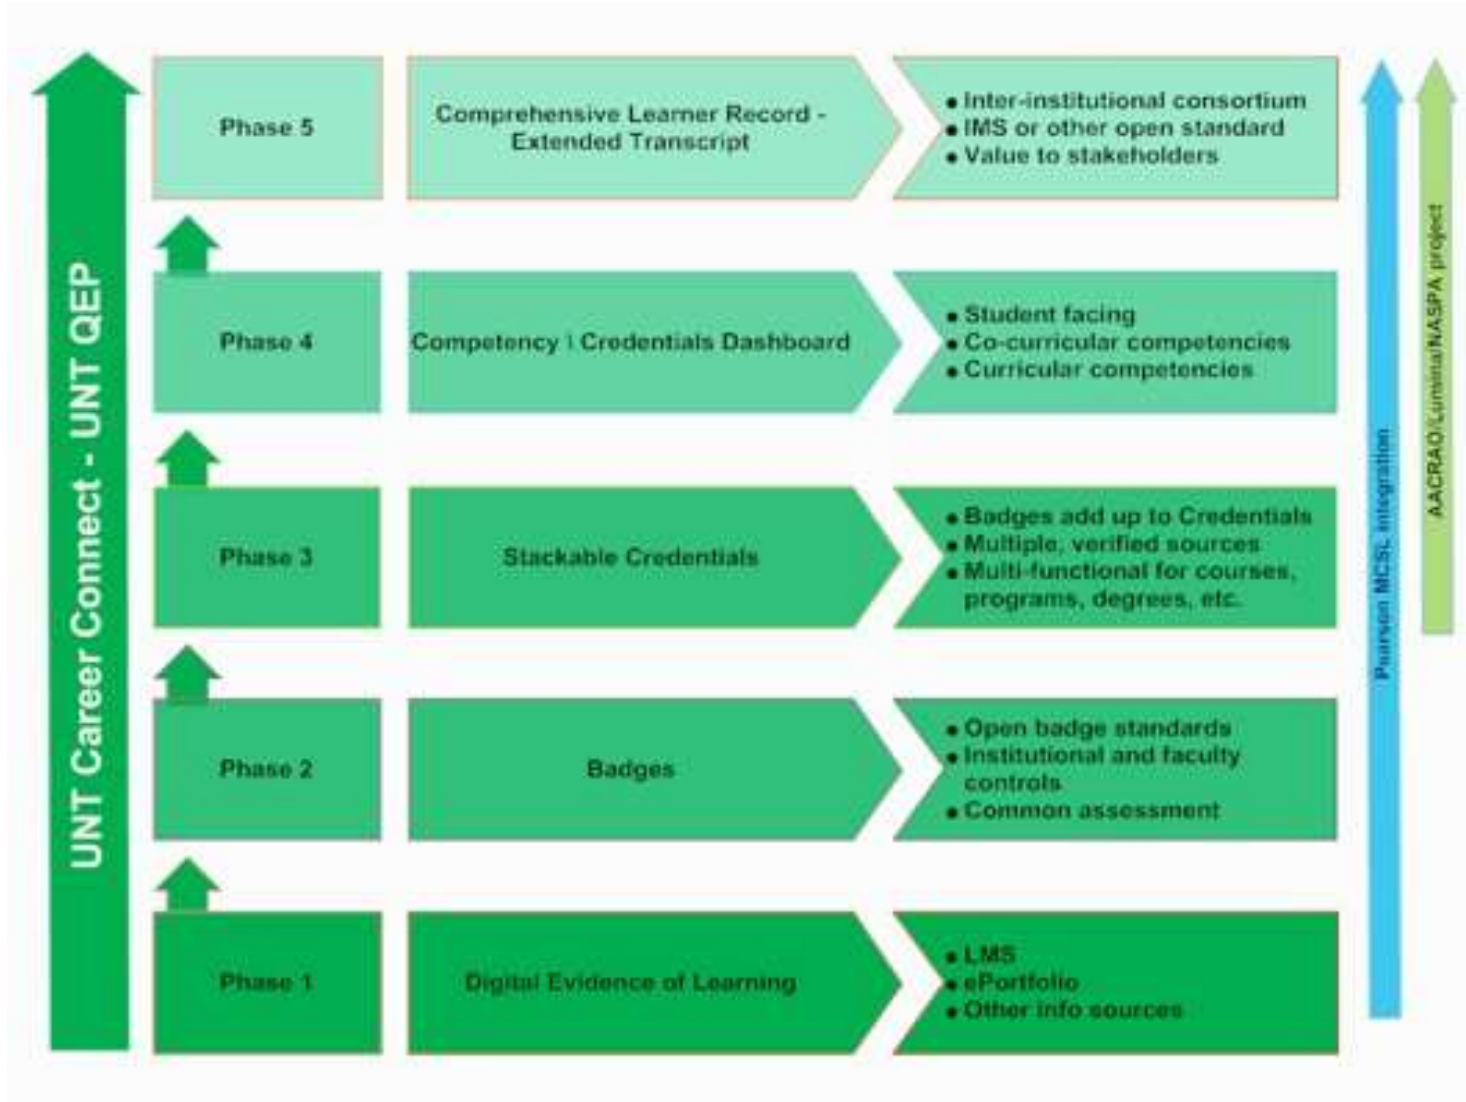 UNT Career Connect - UNT QEP
Phase 5
Comprehensive Learner Record -
Extended Transcript
• Inter-institutional consortium
• IMS or other open standard
• Value to stakeholders
Phase 4
Competency \ Credentials Dashboard
• Student facing
• Co-curricular competencies
• Curricular competencies
Phase 3
Stackable Credentials
• Badges add up to Credentials
• Multiple, verified sources
• Multi-functional for courses,
programs, degrees, etc.
Phase 2
Badges
• Open badge standards
• Institutional and faculty
controls
• Common assessment
Phase 1
Digital Evidence of Learning
• LMS
• ePortfolio
• Other info sources
Pearson MCSL integration
AACRAO/Lumina/NASPA project